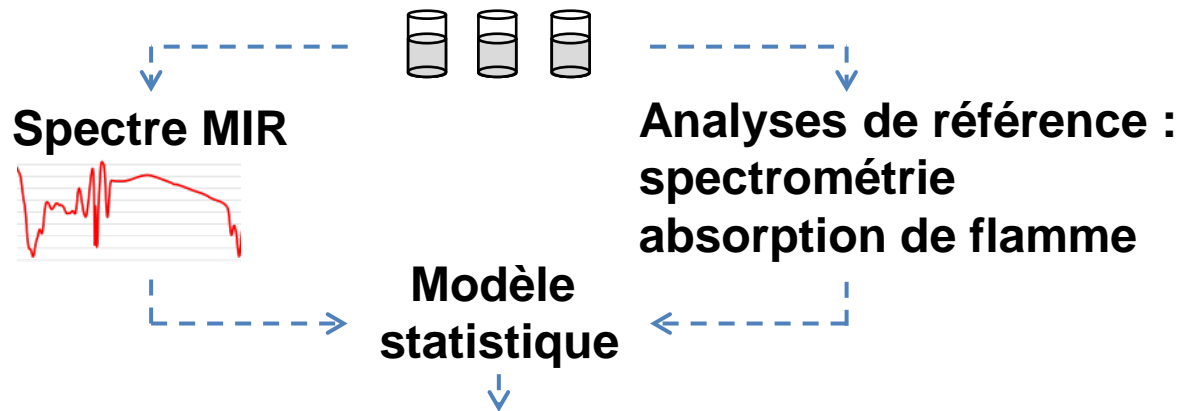 Spectre MIR
Analyses de référence :
spectrométrie
absorption de flamme
Modèle
statistique